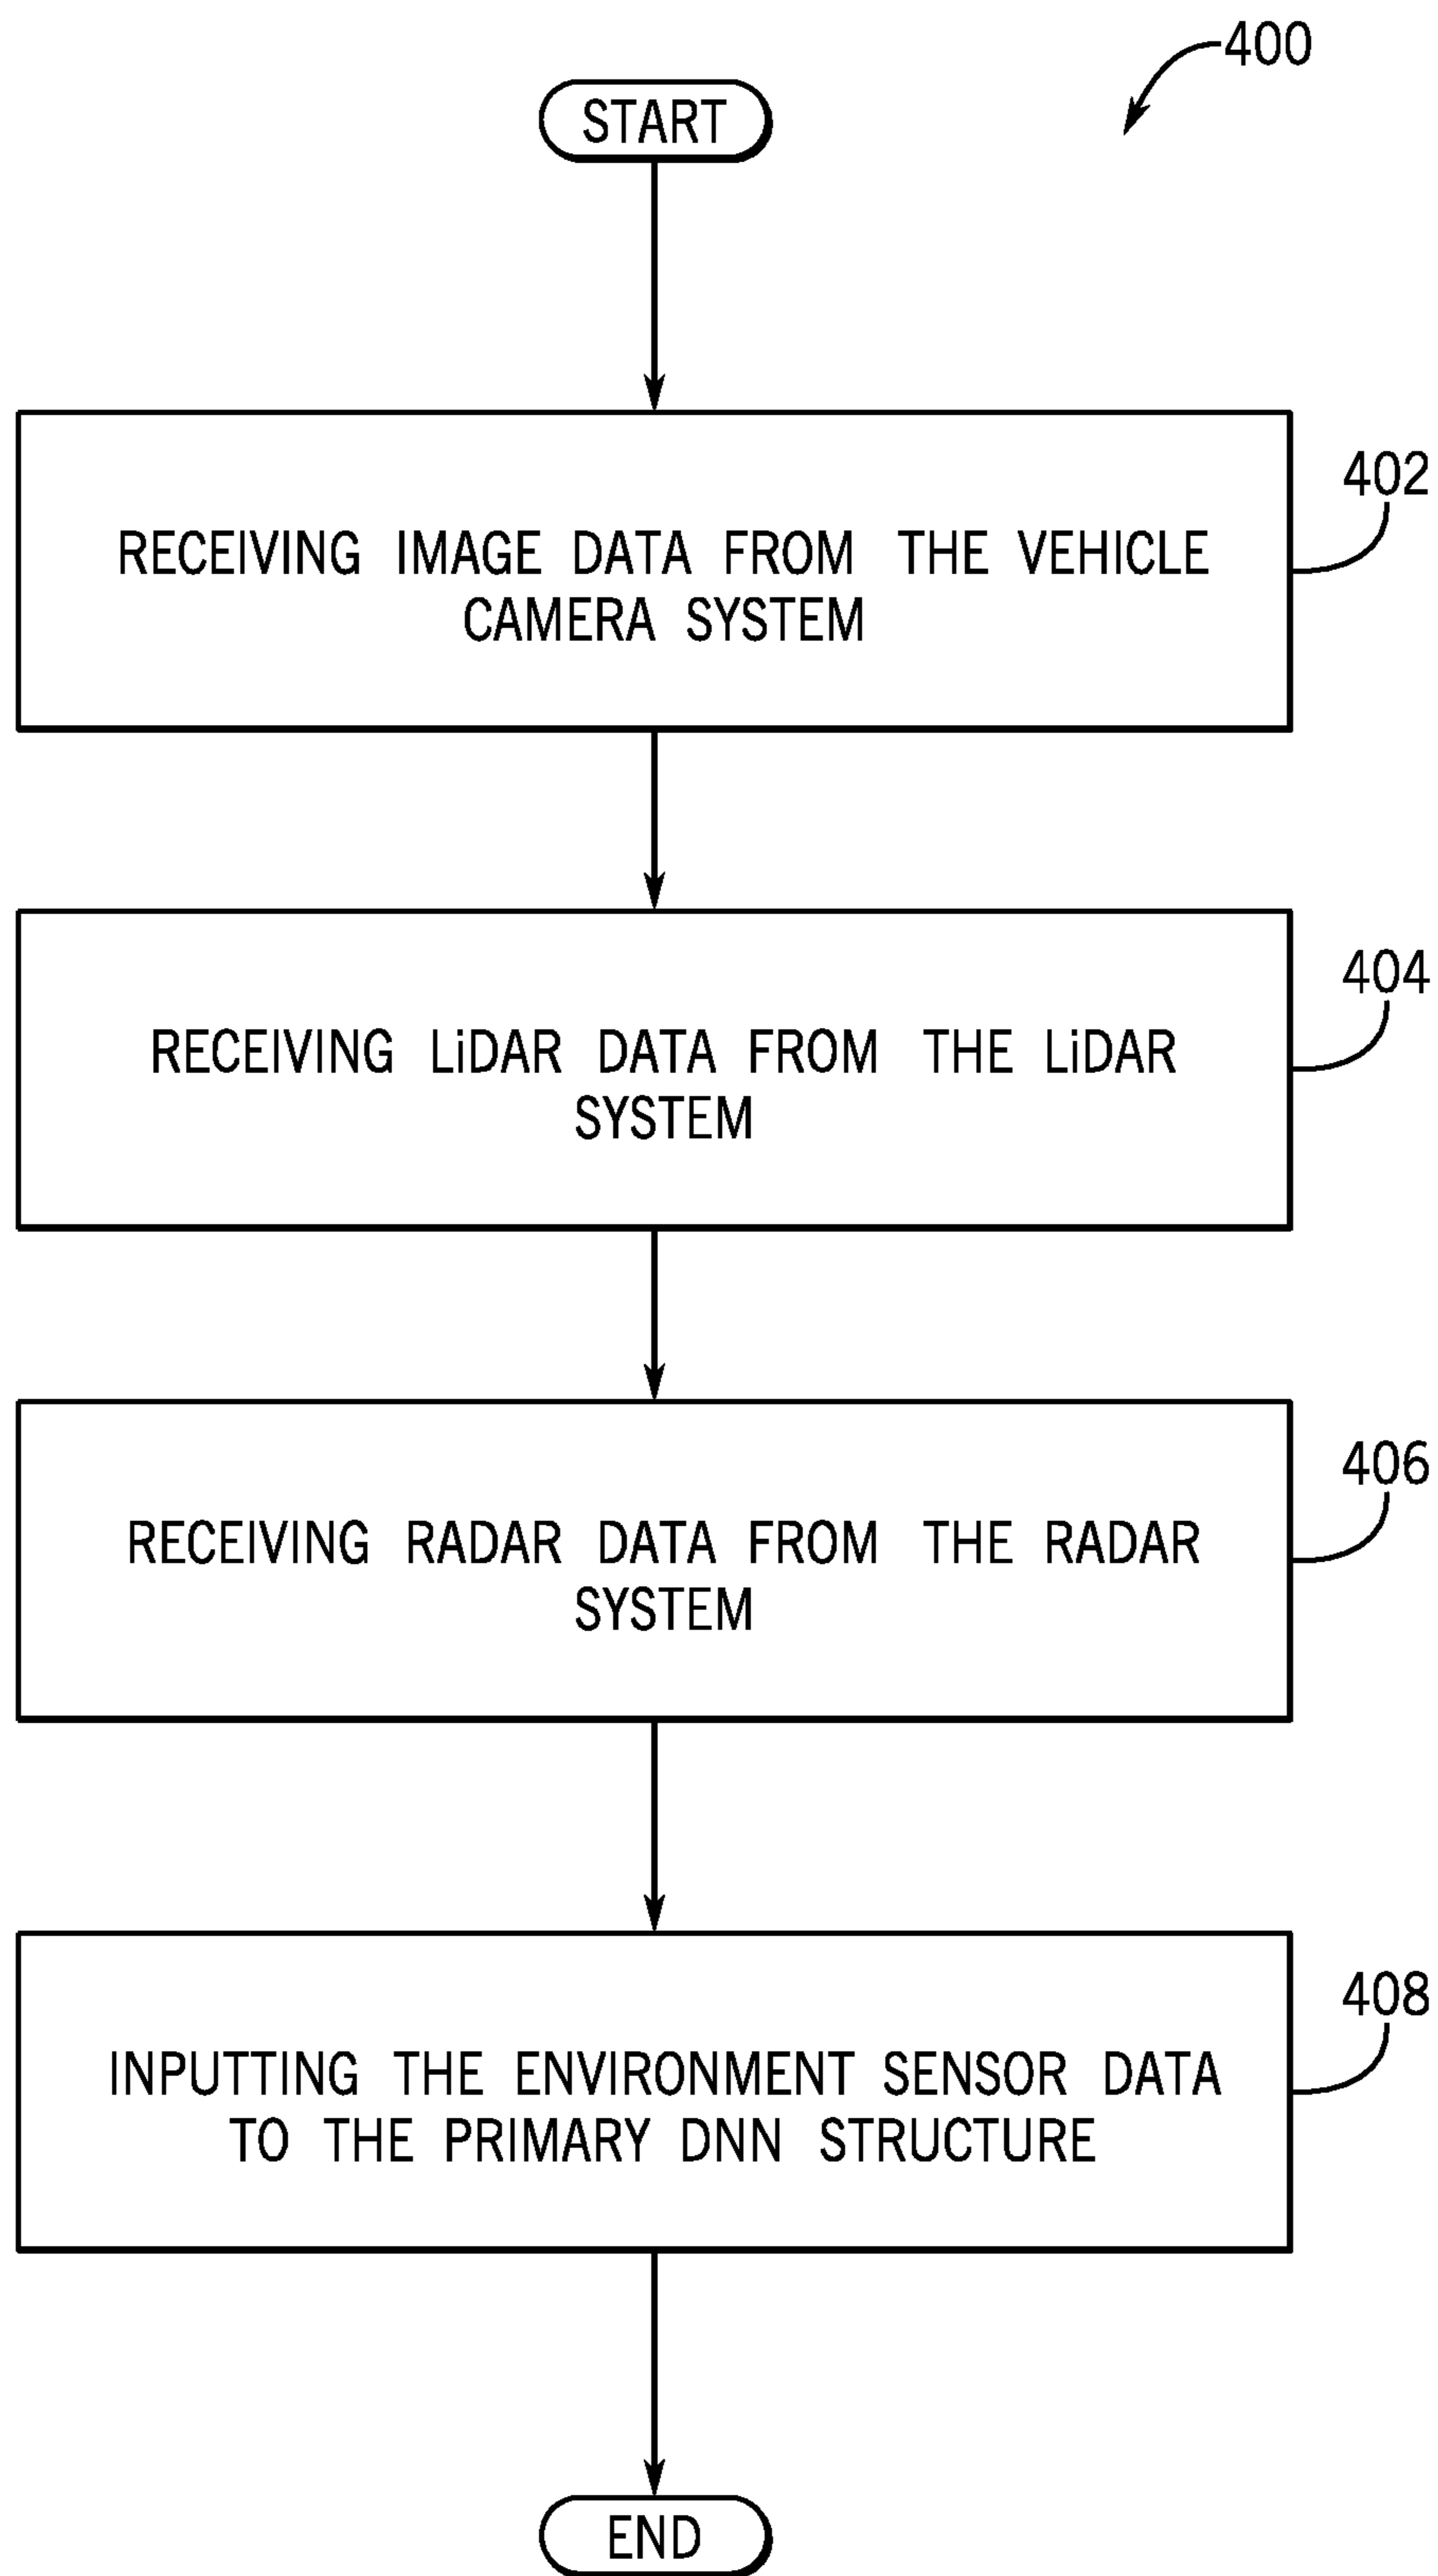 400
START
402
RECEIVING IMAGE DATA FROM THE VEHICLE
CAMERA SYSTEM
404
RECEIVING LiDAR DATA FROM THE LiDAR
SYSTEM
406
RECEIVING RADAR DATA FROM THE RADAR
SYSTEM
408
INPUTTING THE ENVIRONMENT SENSOR DATA
TO THE PRIMARY DNN STRUCTURE
END